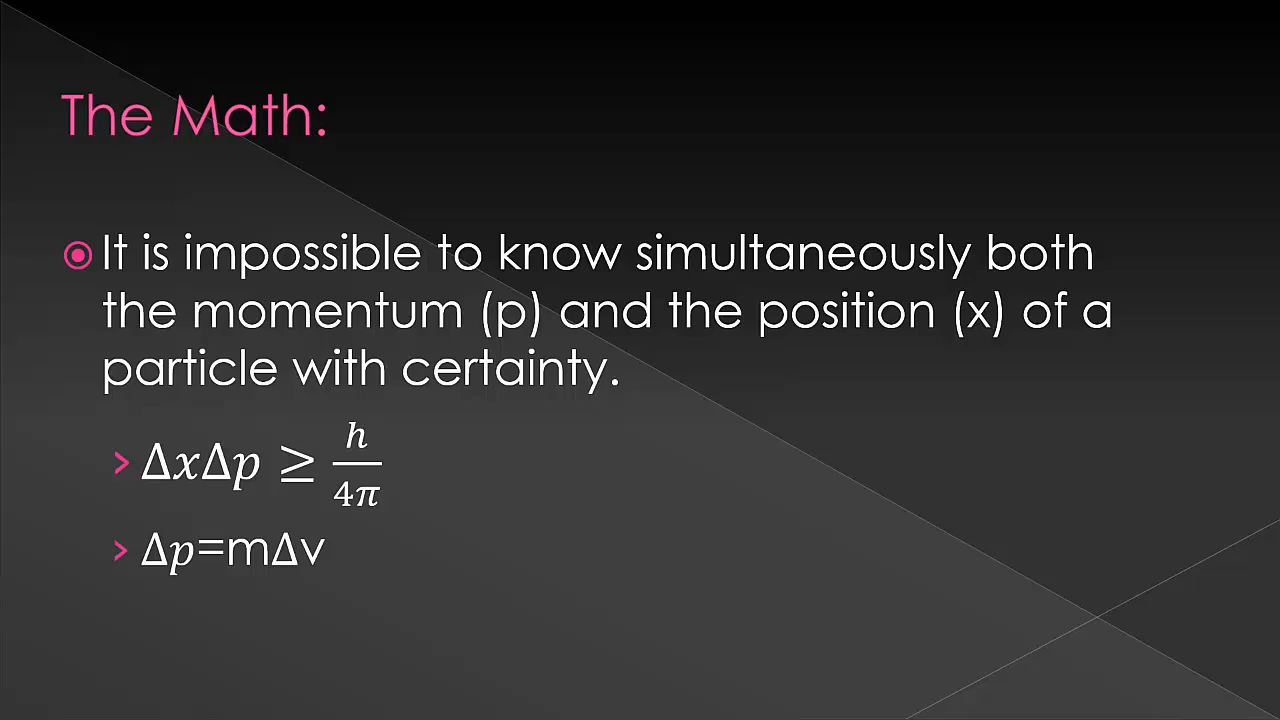 The Math:
It is impossible to know simultaneously both
the momentum (p) and the position (x) of a
particle with certainty.
ΔxΔp ≥ h/4π
Δp=mΔv